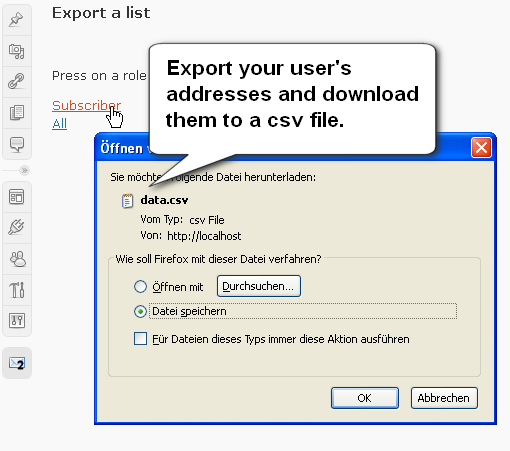 Export a list
Press on a role
Subscriber
All
Export your user's
addresses and download
them to a csv file.
Öffnen
Sie möchten folgende Datei herunterladen:
data.csv
Vom Typ: csv File
Von: http://localhost
Wie soll Firefox mit dieser Datei verfahren?
Öffnen mit Durchsuchen...
Datei speichern
Für Dateien dieses Typs immer diese Aktion ausführen
OK Abbrechen
2